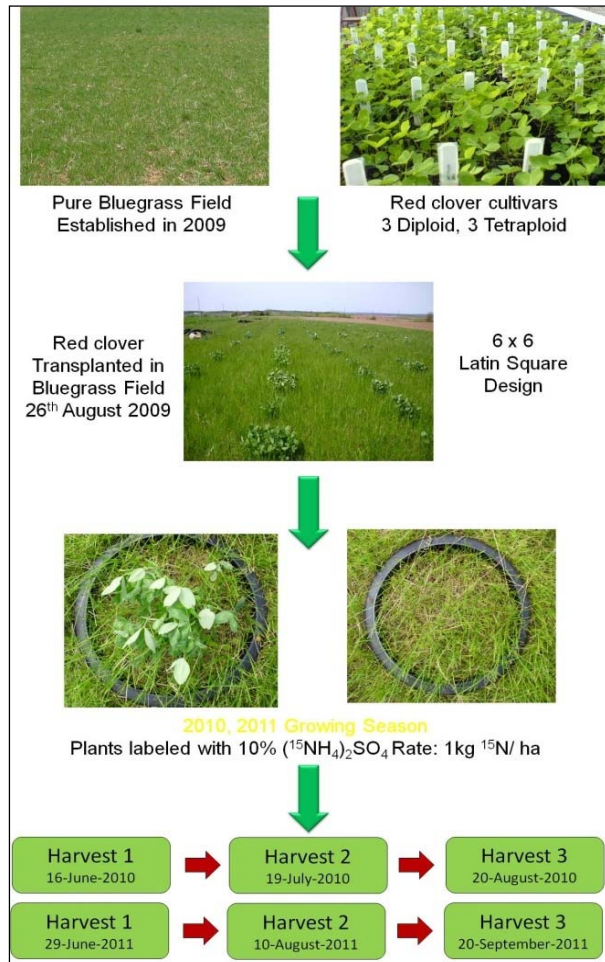 Pure Bluegrass Field
Established in 2009
Red clover cultivars
3 Diploid, 3 Tetraploid
Red clover
Transplanted in
Bluegrass Field
26th August 2009
6 x 6
Latin Square
Design
2010, 2011 Growing Season
Plants labeled with 10% (¹⁵NH₄)₂SO₄ Rate: 1kg ¹⁵N/ ha
Harvest 1
16-June-2010
Harvest 2
19-July-2010
Harvest 3
20-August-2010
Harvest 1
29-June-2011
Harvest 2
10-August-2011
Harvest 3
20-September-2011